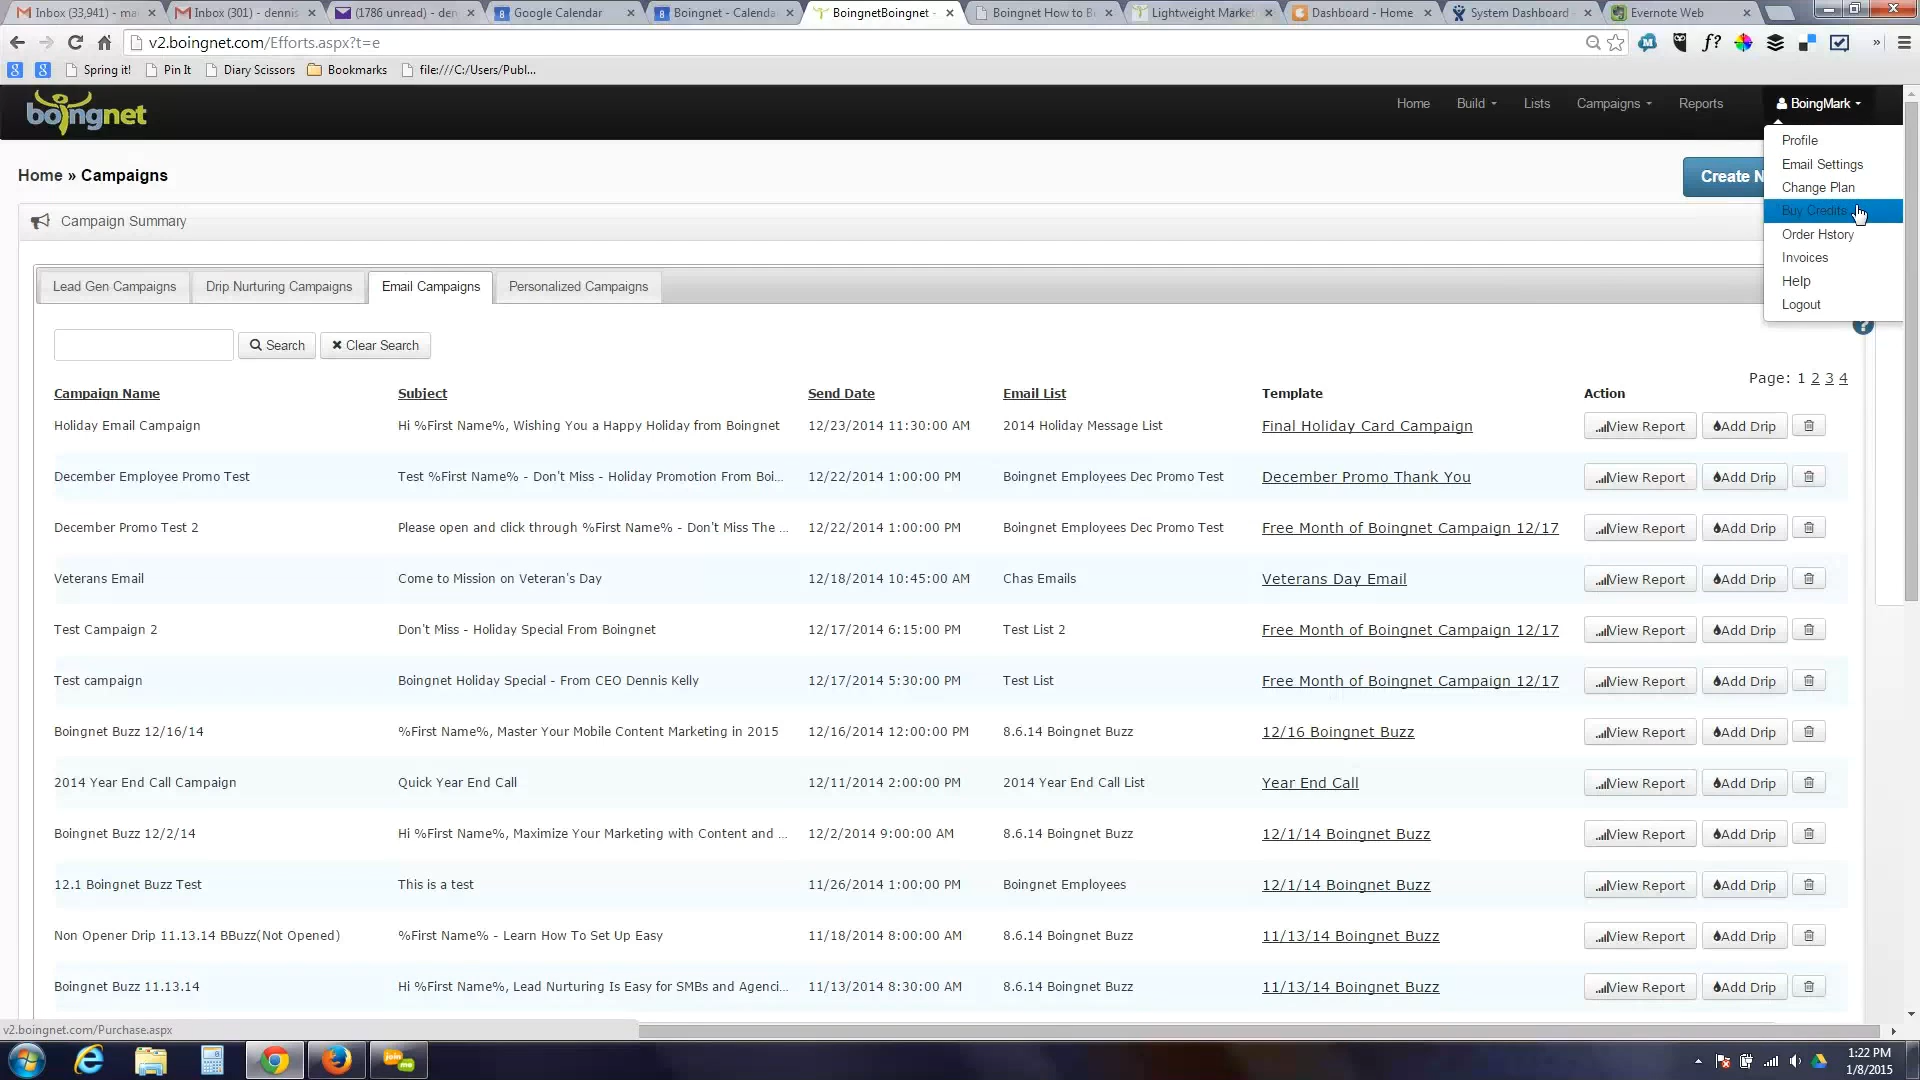 Inbox (33,941) - ma
Inbox (301) - dennis
(1786 unread) - den
Google Calendar
Boingnet - Calenda
BoingnetBoingnet -
Boingnet How to B
Lightweight Market
Dashboard - Home
System Dashboard
Evernote Web
v2.boingnet.com/Efforts.aspx?t=e
Spring it!
Pin It
Diary Scissors
Bookmarks
file:///C:/Users/Publ...
boingnet
Home
Build
Lists
Campaigns
Reports
BoingMark
Profile
Email Settings
Change Plan
Buy Credits
Order Hstory
Invoices
Help
Logout
Home » Campaigns
Create N
Campaign Summary
Lead Gen Campaigns
Drip Nurturing Campaigns
Email Campaigns
Personalized Campaigns
Search
Clear Search
Page: 1 2 3 4
Campaign Name Subject Send Date Email List Template Action
Holiday Email Campaign Hi %First Name%, Wishing You a Happy Holiday from Boingnet 12/23/2014 11:30:00 AM 2014 Holiday Message List Final Holiday Card Campaign View Report Add Drip
December Employee Promo Test Test %First Name% - Don't Miss - Holiday Promotion From Boi... 12/22/2014 1:00:00 PM Boingnet Employees Dec Promo Test December Promo Thank You View Report Add Drip
December Promo Test 2 Please open and click through %First Name% - Don't Miss The ... 12/22/2014 1:00:00 PM Boingnet Employees Dec Promo Test Free Month of Boingnet Campaign 12/17 View Report Add Drip
Veterans Email Come to Mission on Veteran's Day 12/18/2014 10:45:00 AM Chas Emails Veterans Day Email View Report Add Drip
Test Campaign 2 Don't Miss - Holiday Special From Boingnet 12/17/2014 6:15:00 PM Test List 2 Free Month of Boingnet Campaign 12/17 View Report Add Drip
Test campaign Boingnet Holiday Special - From CEO Dennis Kelly 12/17/2014 5:30:00 PM Test List Free Month of Boingnet Campaign 12/17 View Report Add Drip
Boingnet Buzz 12/16/14 %First Name%, Master Your Mobile Content Marketing in 2015 12/16/2014 12:00:00 PM 8.6.14 Boingnet Buzz 12/16 Boingnet Buzz View Report Add Drip
2014 Year End Call Campaign Quick Year End Call 12/11/2014 2:00:00 PM 2014 Year End Call List Year End Call View Report Add Drip
Boingnet Buzz 12/2/14 Hi %First Name%, Maximize Your Marketing with Content and ... 12/2/2014 9:00:00 AM 8.6.14 Boingnet Buzz 12/1/14 Boingnet Buzz View Report Add Drip
12.1 Boingnet Buzz Test This is a test 11/26/2014 1:00:00 PM Boingnet Employees 12/1/14 Boingnet Buzz View Report Add Drip
Non Opener Drip 11.13.14 BBuzz(Not Opened) %First Name% - Learn How To Set Up Easy 11/18/2014 8:00:00 AM 8.6.14 Boingnet Buzz 11/13/14 Boingnet Buzz View Report Add Drip
Boingnet Buzz 11.13.14 Hi %First Name%, Lead Nurturing Is Easy for SMBs and Agenci... 11/13/2014 8:30:00 AM 8.6.14 Boingnet Buzz 11/13/14 Boingnet Buzz View Report Add Drip
v2.boingnet.com/Purchase.aspx
join me
1:22 PM
1/8/2015